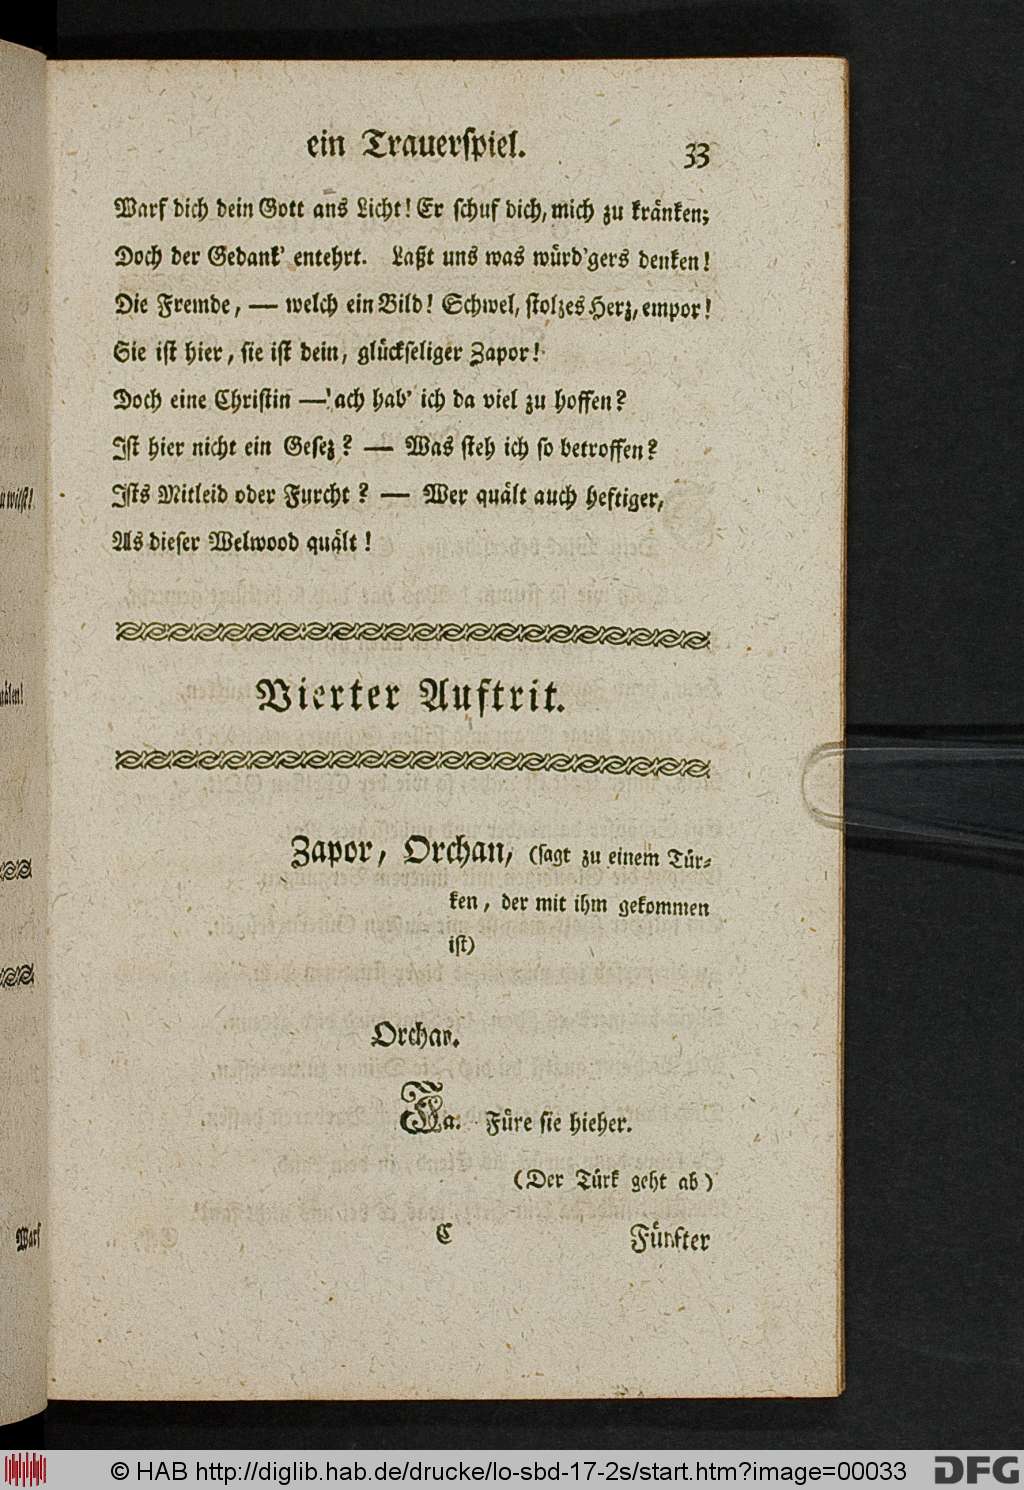 ein Trauerspiel. 33
Warf dich dein Gott ans Licht! Er schuf dich, mich zu kränken;
Doch der Gedank' entehrt. Laßt uns was würd'gers denken!
Die Fremde, — welch ein Bild! Schwel, stolzes Herz, empor!
Sie ist hier, sie ist dein, glückseliger Zapor!
Doch eine Christin — ach hab' ich da viel zu hoffen?
Ist hier nicht ein Gesez? — Was steh ich so betroffen?
Ists Mitleid oder Furcht? — Wer quält auch heftiger,
Als dieser Welwood quält!
Vierter Auftrit.
Zapor, Orchan, (sagt zu einem Tür-
ken, der mit ihm gekommen
ist)
Orchan.
Ja. Füre sie hieher.
(Der Türk geht ab)
C Fünfter
Warf
© HAB http://diglib.hab.de/drucke/lo-sbd-17-2s/start.htm?image=00033 DFG